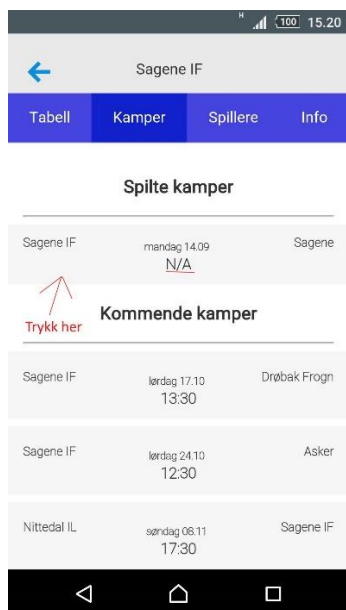 H 100 15.20
Sagene IF
Tabell Kamper Spillere Info
Spilte kamper
Sagene IF mandag 14.09 Sagene
N/A
Trykk her
Kommende kamper
Sagene IF lørdag 17.10 Drøbak Frogn
13:30
Sagene IF lørdag 24.10 Asker
12:30
Nittedal IL søndag 08.11 Sagene IF
17:30